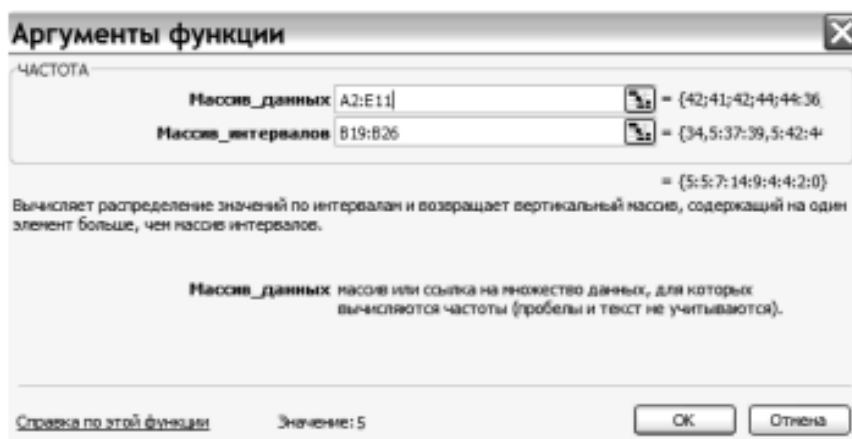 Аргументы функции
ЧАСТОТА
Массив_данных A2:E11 = {42;41;42;44;44:36
Массив_интервалов B19:B26 = {34,5:37:39,5:42:44
= {5:5:7:14:9:4:4:2:0}
Вычисляет распределение значений по интервалам и возвращает вертикальный массив, содержащий на один
элемент больше, чем массив интервалов.
Массив_данных массив или ссылка на множество данных, для которых
вычисляются частоты (пробелы и текст не учитываются).
Справка по этой функции Значение: 5 ОК Отмена